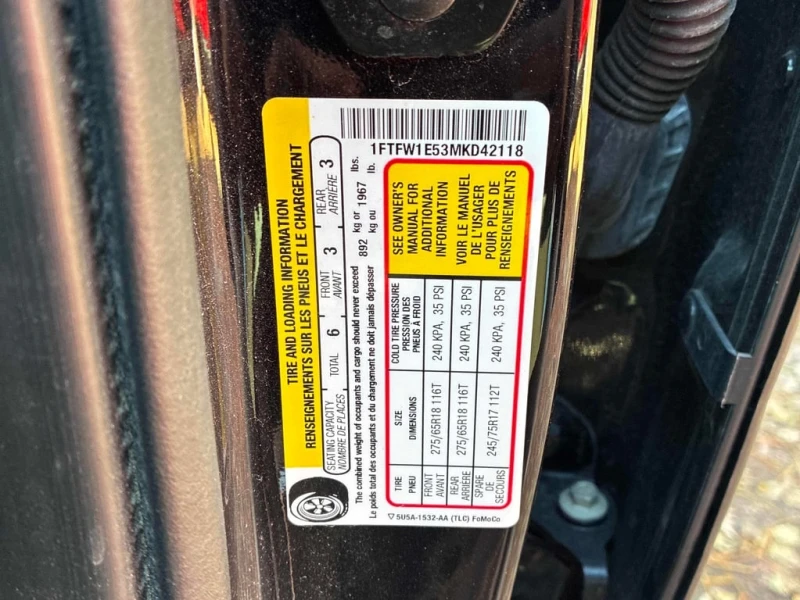 1FTFW1E53MKD42118
TIRE AND LOADING INFORMATION
RENSEIGNEMENTS SUR LES PNEUS ET LE CHARGEMENT
SEATING CAPACITY
NOMBRE DE PLACES
TOTAL 6
FRONT
AVANT
3
REAR
ARRIÈRE
3
The combined weight of occupants and cargo should never exceed 892 kg or 1967 lbs.
Le poids total des occupants et du chargement ne doit jamais dépasser kg ou lb.
TIRE
PNEU
SIZE
DIMENSIONS
COLD TIRE PRESSURE
PRESSION DES
PNEUS A FROID
FRONT
AVANT
275/65R18 116T
240 KPA, 35 PSI
REAR
ARRIÈRE
275/65R18 116T
240 KPA, 35 PSI
SPARE
DE
SECOURS
245/75R17 112T
240 KPA, 35 PSI
SEE OWNER'S
MANUAL FOR
ADDITIONAL
INFORMATION
VOIR LE MANUEL
DE L'USAGER
POUR PLUS DE
RENSEIGNEMENTS
5U5A-1532-AA (TLC) FoMoCo